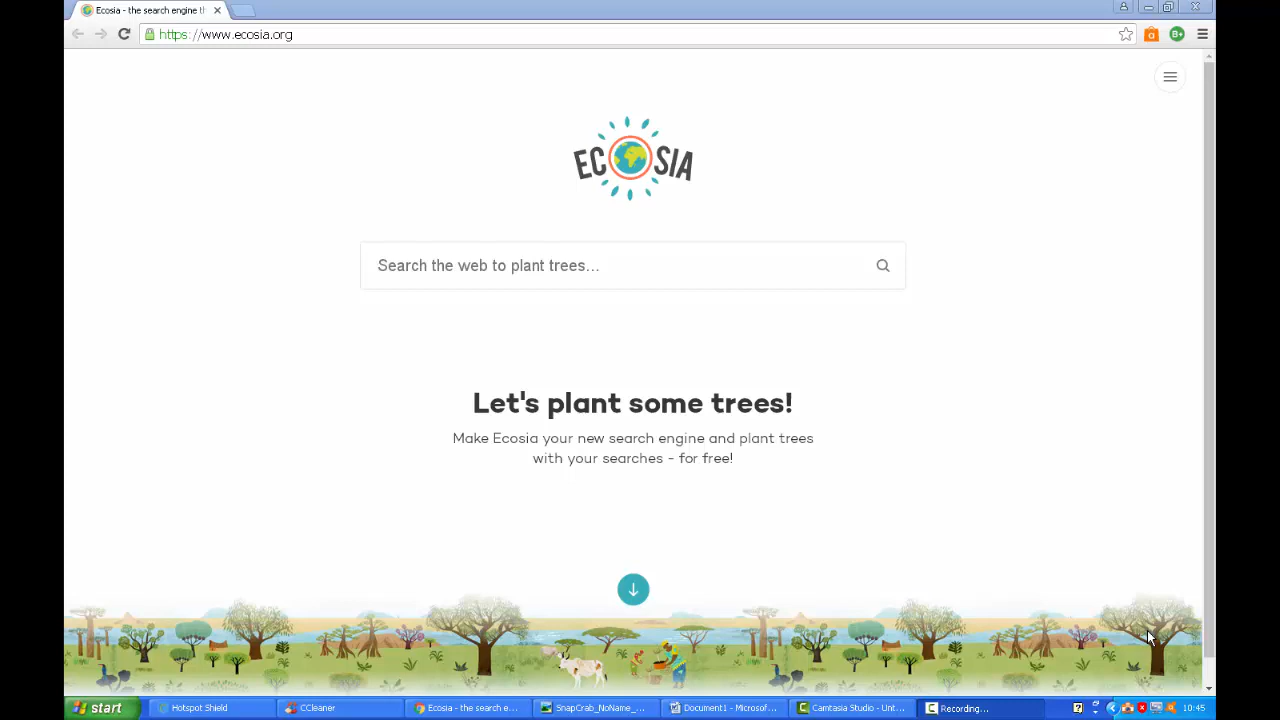 Ecosia - the search engine th
https://www.ecosia.org
a
B+
ECOSIA
Search the web to plant trees...
Let's plant some trees!
Make Ecosia your new search engine and plant trees
with your searches - for free!
start
Hotspot Shield
CCleaner
Ecosia - the search e...
SnapCrab_NoName_...
Document1 - Microsof...
Camtasia Studio - Unt...
Recording...
10:45